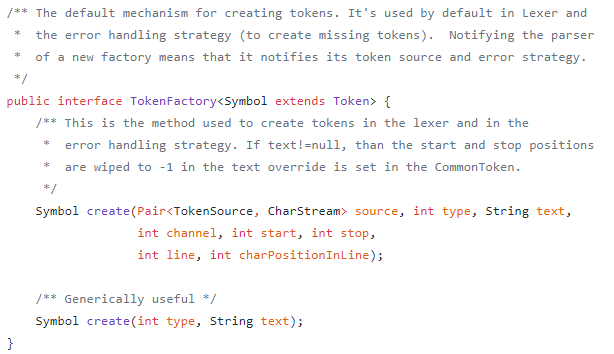 /** The default mechanism for creating tokens. It's used by default in Lexer and
 *  the error handling strategy (to create missing tokens).  Notifying the parser
 *  of a new factory means that it notifies its token source and error strategy.
 */
public interface TokenFactory<Symbol extends Token> {
    /** This is the method used to create tokens in the lexer and in the
     *  error handling strategy. If text!=null, than the start and stop positions
     *  are wiped to -1 in the text override is set in the CommonToken.
     */
    Symbol create(Pair<TokenSource, CharStream> source, int type, String text,
                  int channel, int start, int stop,
                  int line, int charPositionInLine);

    /** Generically useful */
    Symbol create(int type, String text);
}